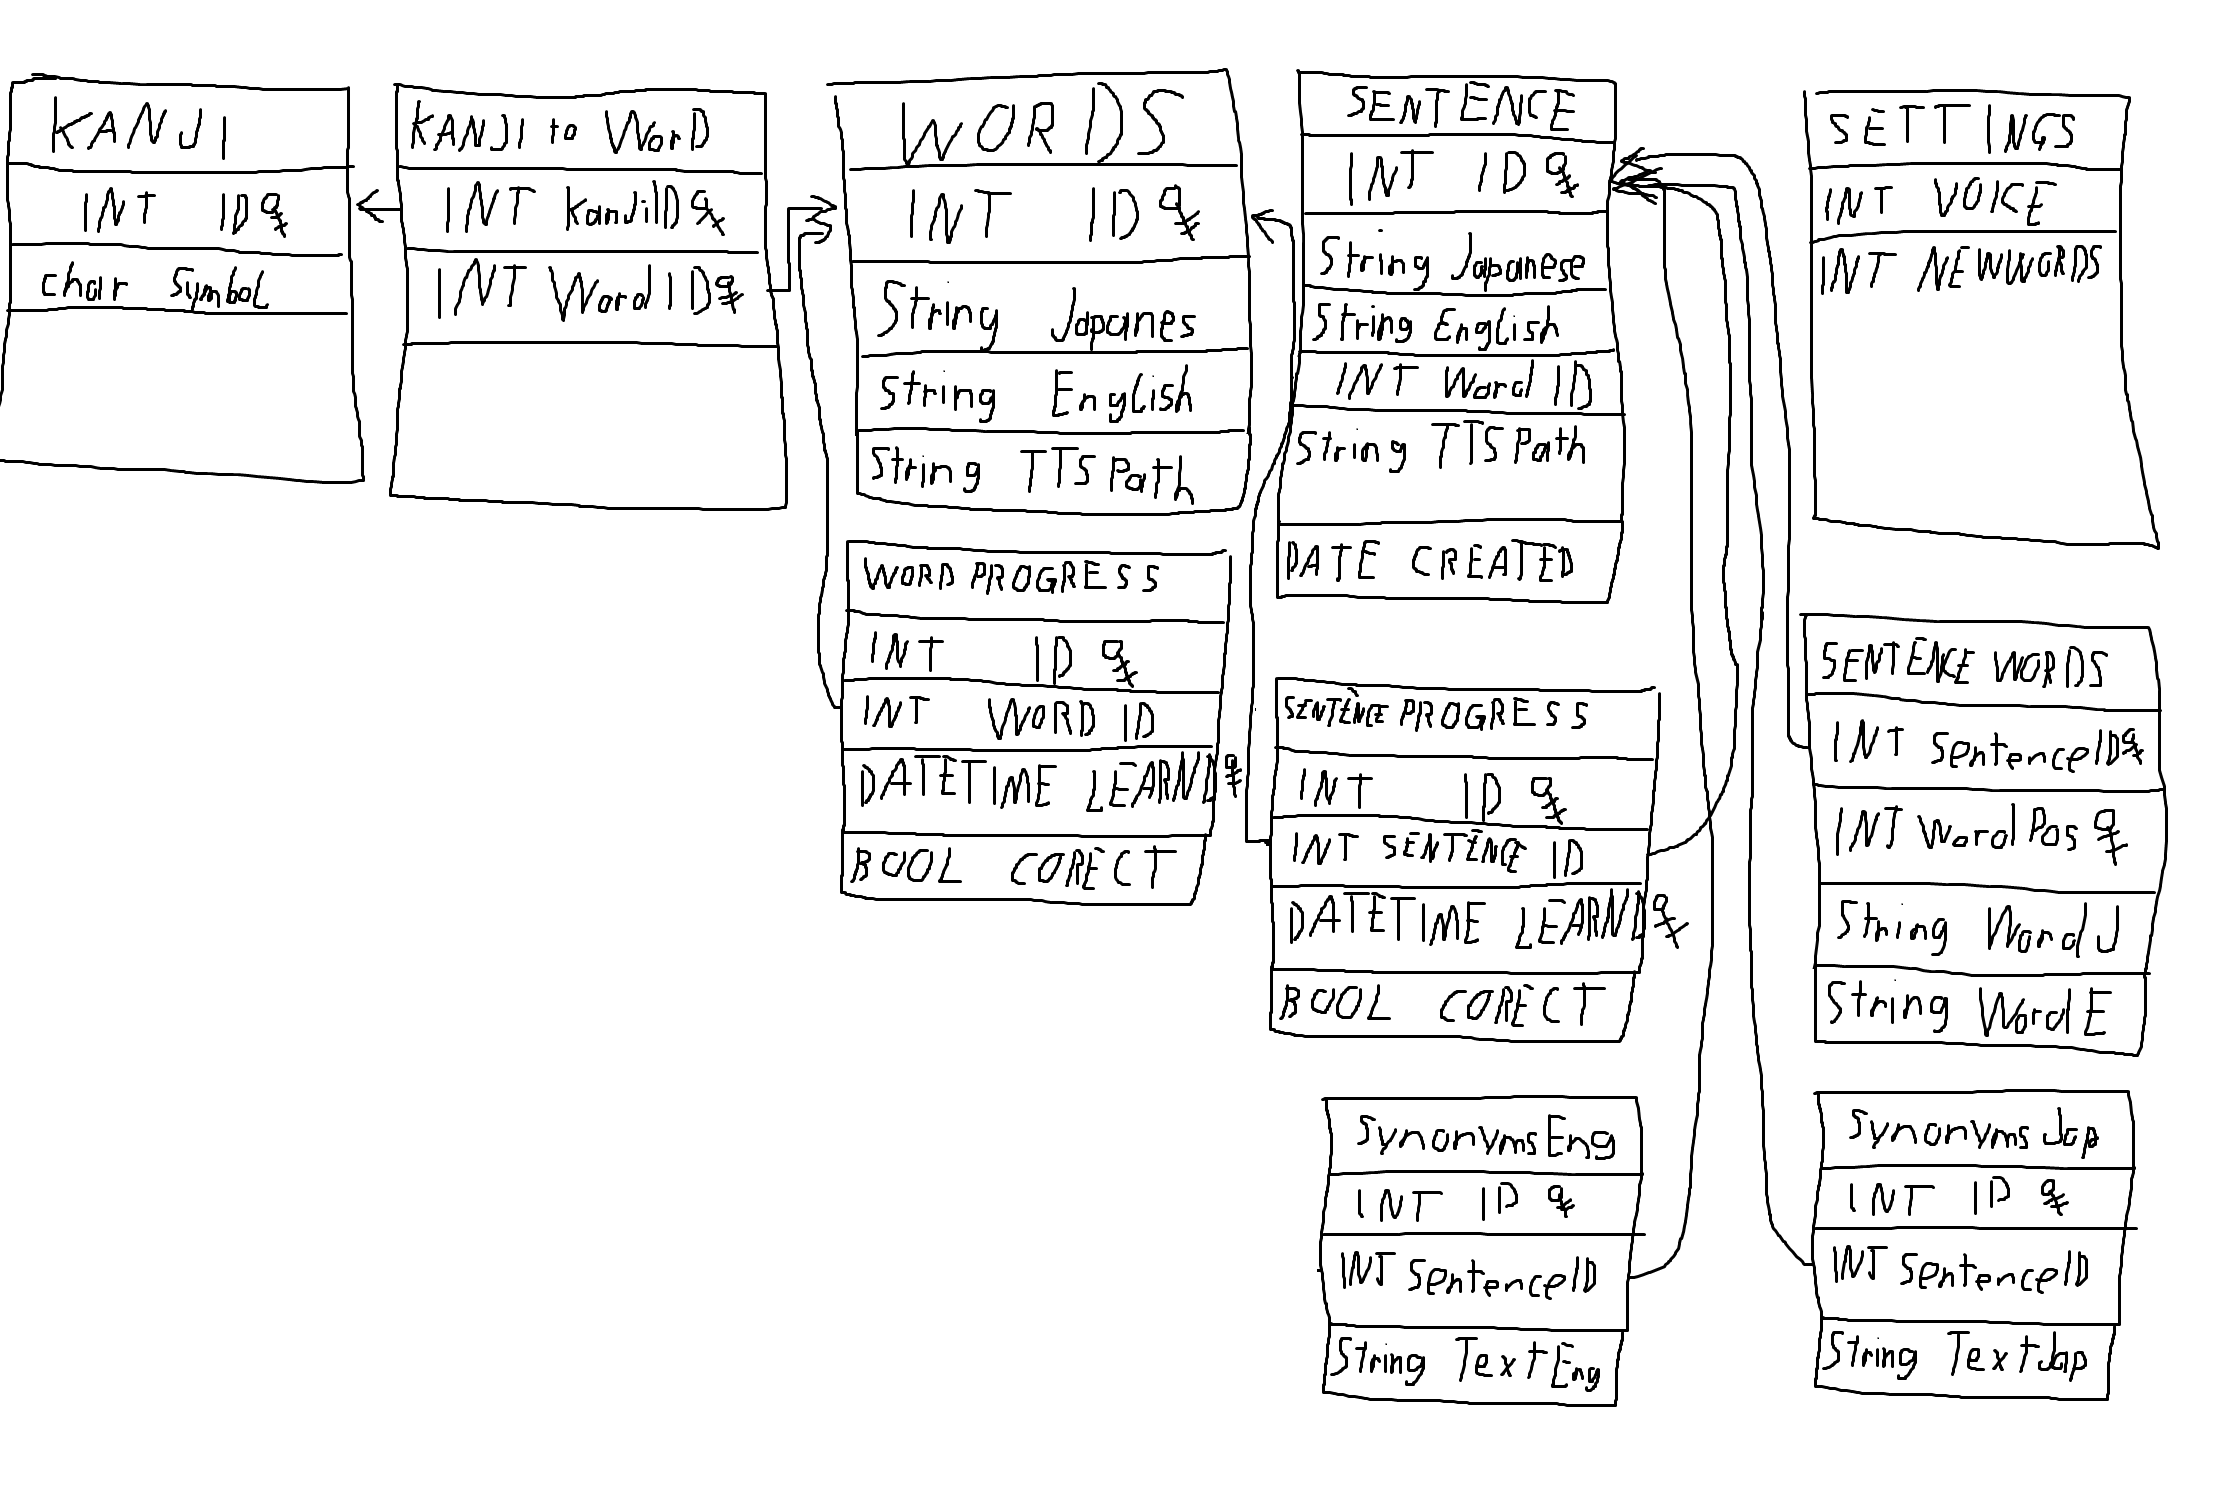 KANJI
INT ID
char Symbol
KANJI to WorD
INT KanjiID
INT WordID
WORDS
INT ID
String Japanes
String English
String TTSPath
WORD PROGRESS
INT ID
INT WORD ID
DATETIME LEARND
BOOL CORECT
SENTENCE
INT ID
String Japanese
String English
INT Word ID
String TTSPath
DATE CREATED
SENTENCE PROGRESS
INT ID
INT SENTENCE ID
DATETIME LEARND
BOOL CORECT
SynonymsEng
INT ID
INT SentenceID
String TextEng
SETTINGS
INT VOICE
INT NEWWORDS
SENTENCE WORDS
INT SentenceID
INT WordPos
String WordJ
String WordE
SynonymsJap
INT ID
INT SentenceID
String TextJap